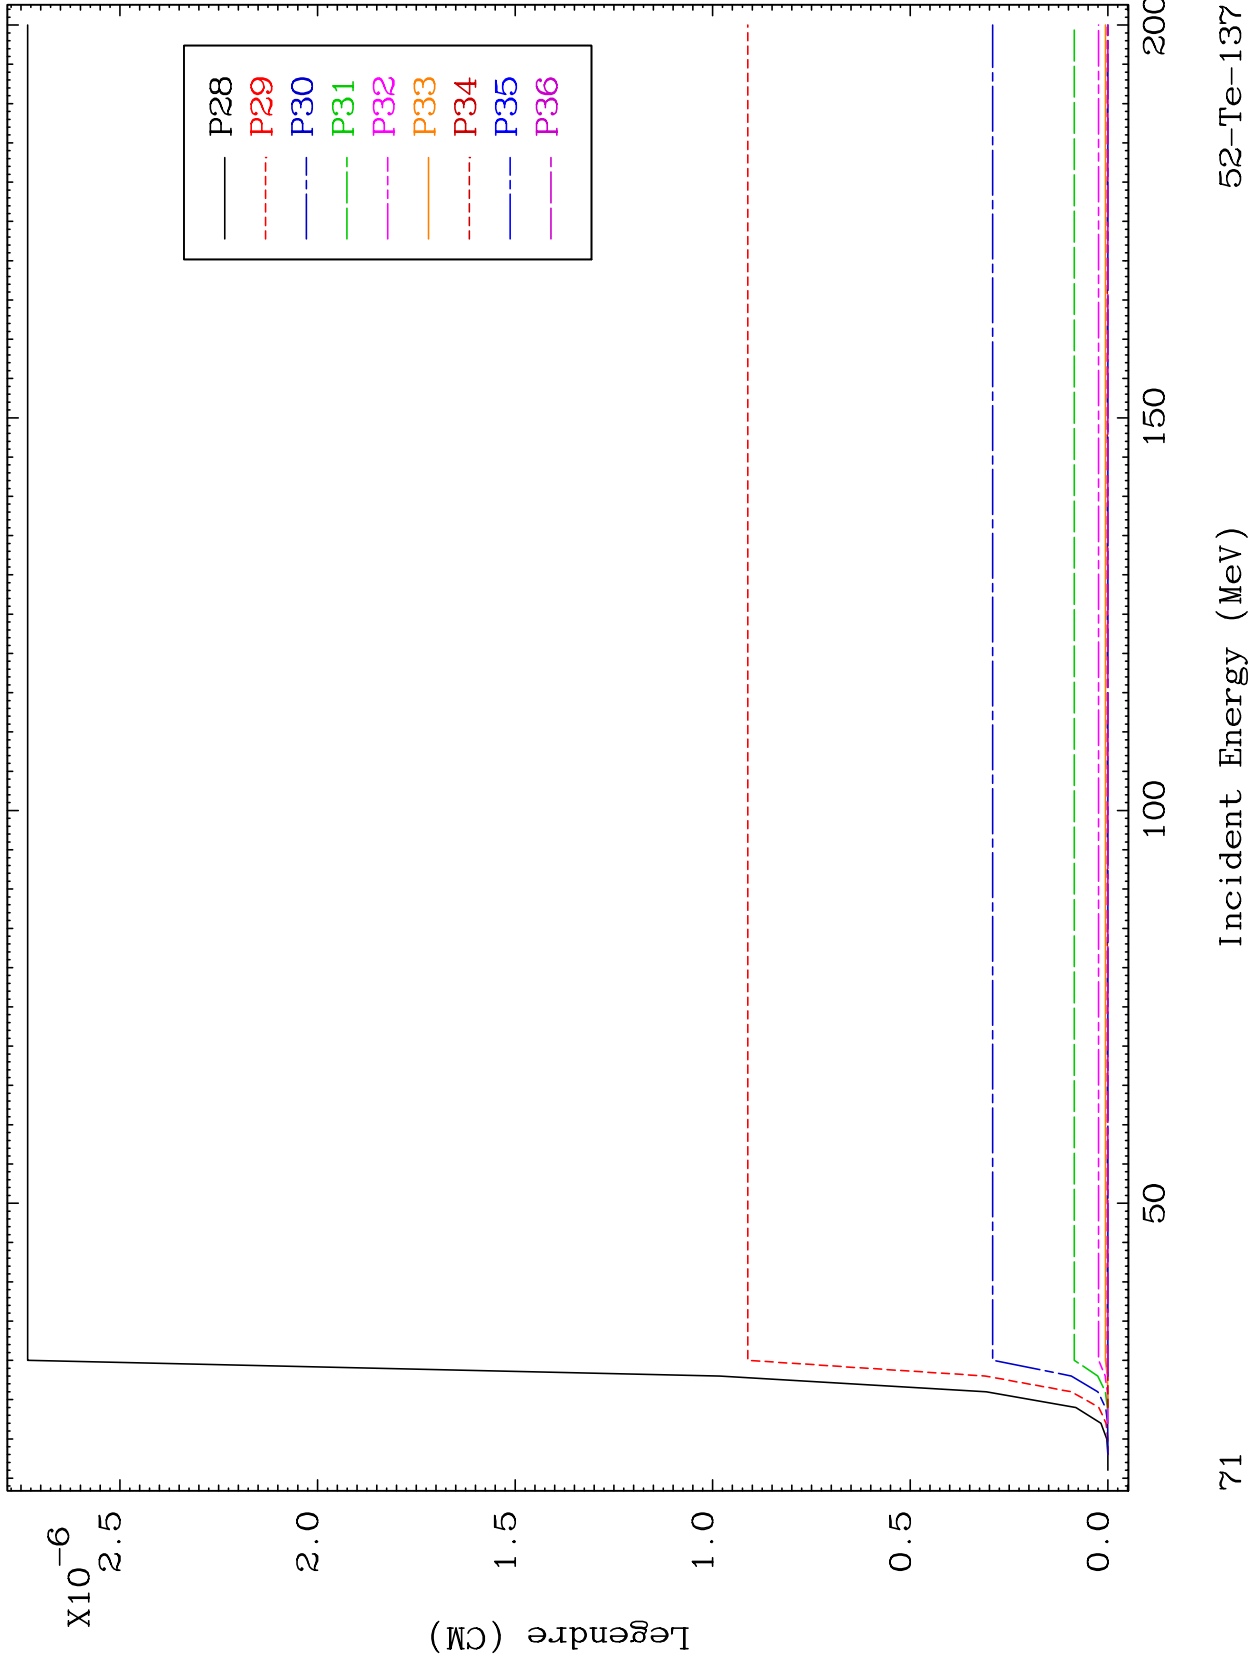 X10-6
2.5
2.0
1.5
1.0
0.5
0.0
Legendre (CM)
P28
P29
P30
P31
P32
P33
P34
P35
P36
50
100
150
200
71
Incident Energy (MeV)
52-Te-137